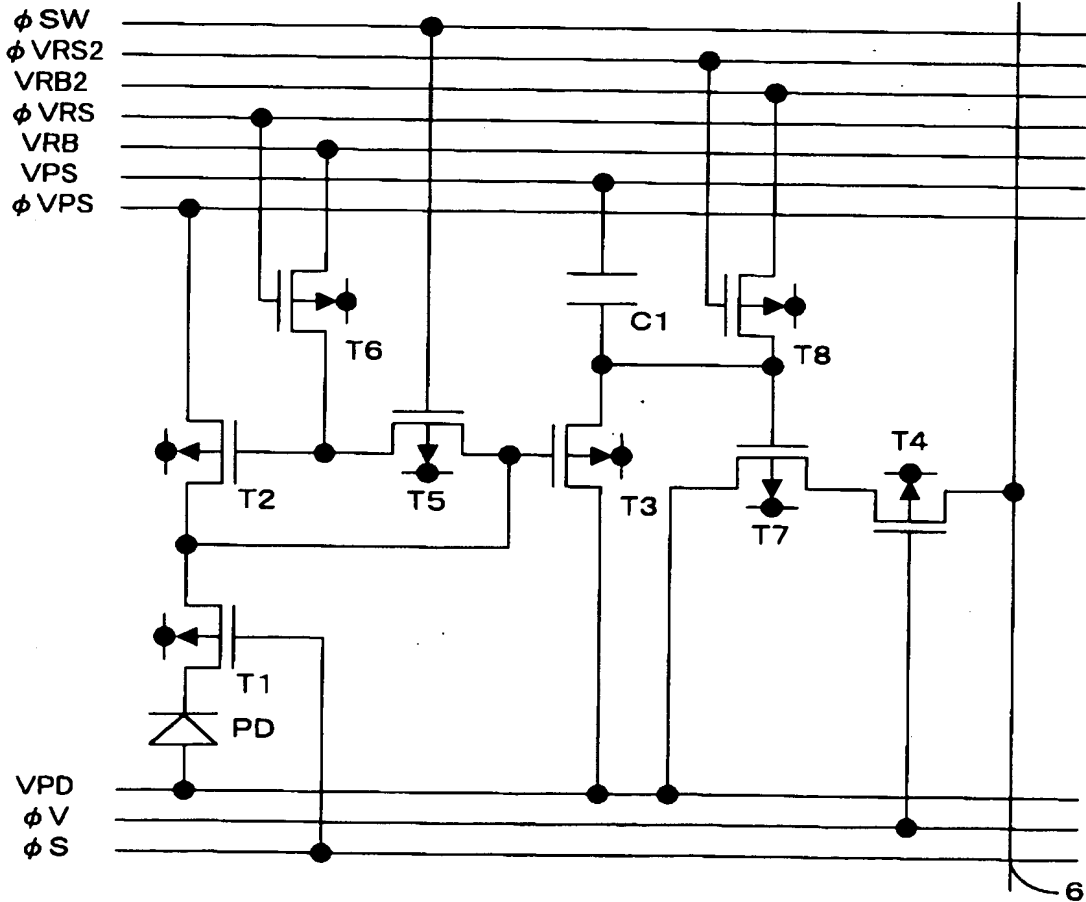 φSW
φVRS2
VRB2
φVRS
VRB
VPS
φVPS
T6
C1
T8
T2
T5
T3
T7
T4
T1
PD
VPD
φV
φS
6